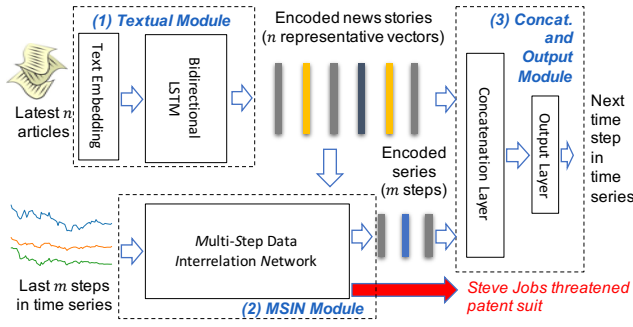 (1) Textual Module
Text Embedding
Bidirectional
LSTM
Latest n
articles
Encoded news stories
(n representative vectors)
(3) Concat.
and
Output
Module
Concatenation Layer
Output Layer
Next
time
step
in
time
series
Encoded
series
(m steps)
Multi-Step Data
Interrelation Network
Last m steps
in time series
(2) MSIN Module
Steve Jobs threatened
patent suit